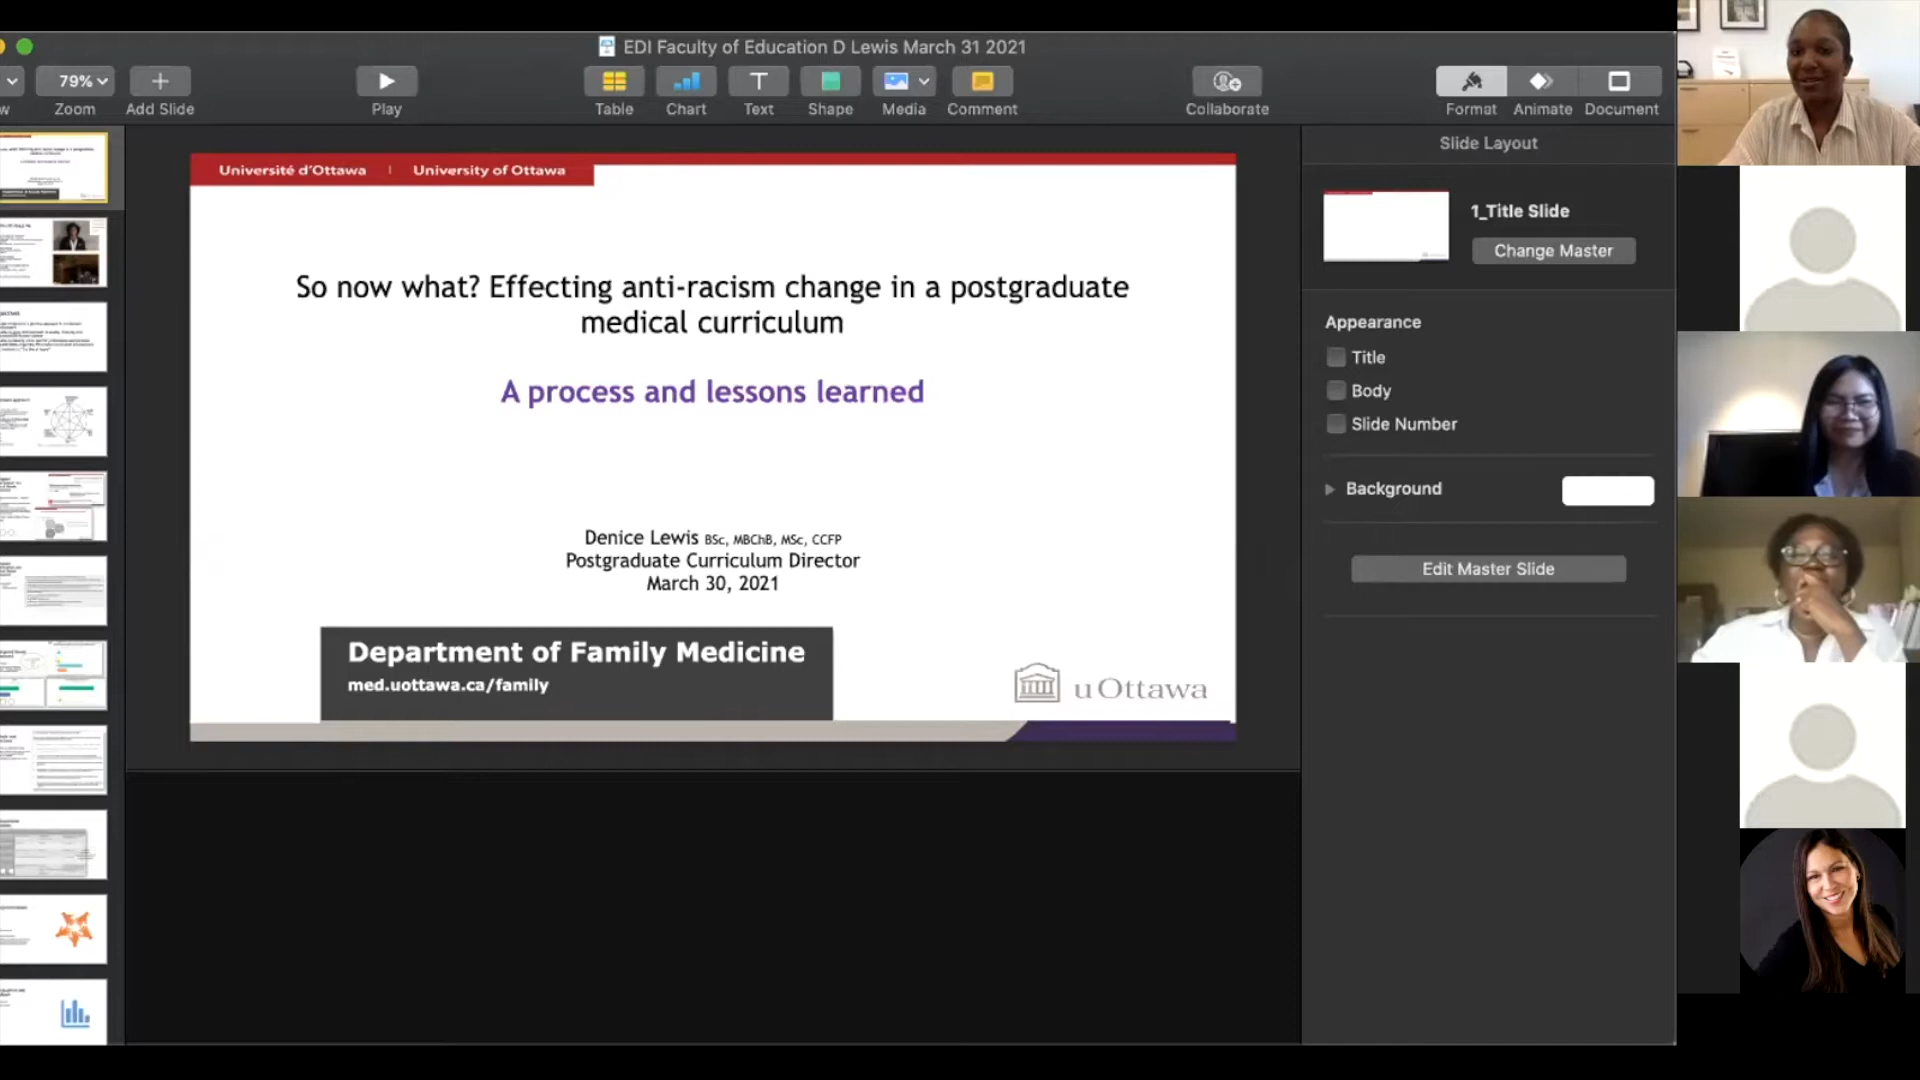 EDI Faculty of Education D Lewis March 31 2021
79%
Zoom
Add Slide
Play
Table
Chart
Text
Shape
Media
Comment
Collaborate
Format
Animate
Document
Université d'Ottawa | University of Ottawa
So now what? Effecting anti-racism change in a postgraduate
medical curriculum
A process and lessons learned
Denice Lewis BSc, MBChB, MSc, CCFP
Postgraduate Curriculum Director
March 30, 2021
Department of Family Medicine
med.uottawa.ca/family
uOttawa
Slide Layout
1_Title Slide
Change Master
Appearance
Title
Body
Slide Number
Background
Edit Master Slide